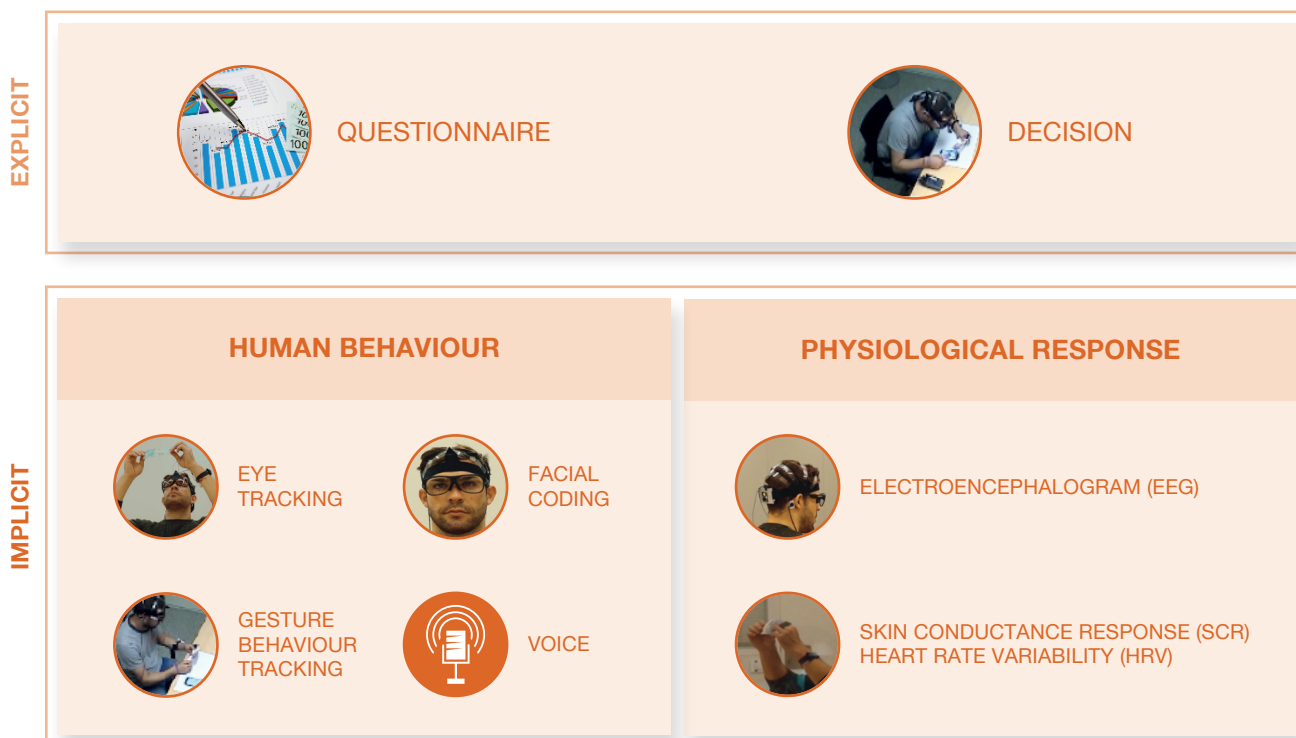 EXPLICIT
QUESTIONNAIRE
DECISION
IMPLICIT
HUMAN BEHAVIOUR
EYE
TRACKING
FACIAL
CODING
GESTURE
BEHAVIOUR
TRACKING
VOICE
PHYSIOLOGICAL RESPONSE
ELECTROENCEPHALOGRAM (EEG)
SKIN CONDUCTANCE RESPONSE (SCR)
HEART RATE VARIABILITY (HRV)